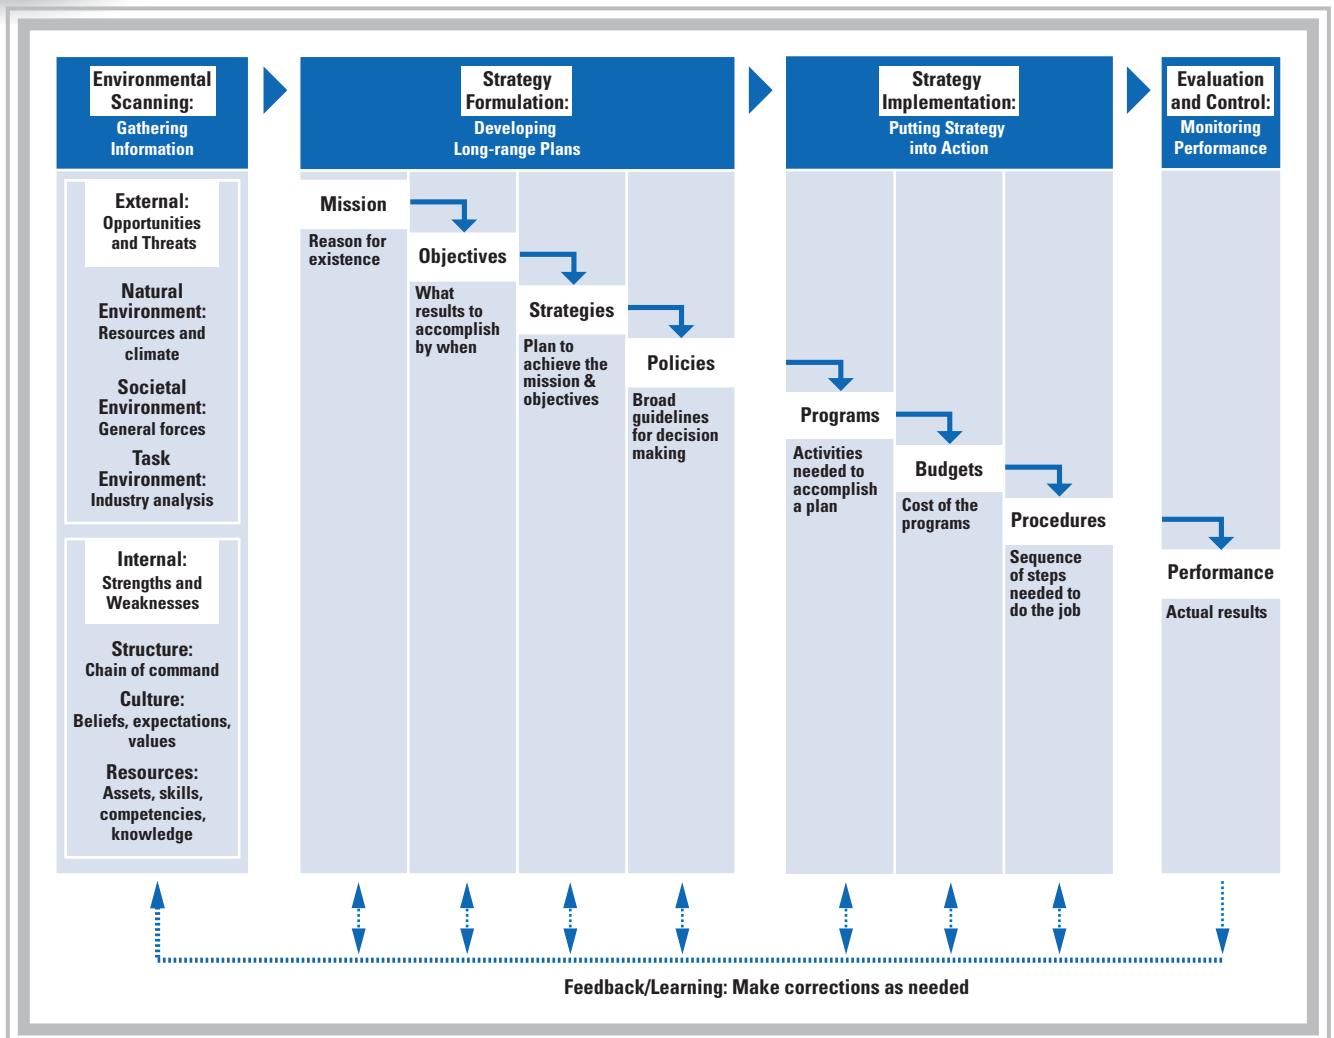 Environmental
Scanning:
Gathering
Information
Strategy
Formulation:
Developing
Long-range Plans
Strategy
Implementation:
Putting Strategy
into Action
Evaluation
and Control:
Monitoring
Performance
External:
Opportunities
and Threats
Natural
Environment:
Resources and
climate
Societal
Environment:
General forces
Task
Environment:
Industry analysis
Internal:
Strengths and
Weaknesses
Structure:
Chain of command
Culture:
Beliefs, expectations,
values
Resources:
Assets, skills,
competencies,
knowledge
Mission
Reason for
existence
Objectives
What
results to
accomplish
by when
Strategies
Plan to
achieve the
mission &
objectives
Policies
Broad
guidelines
for decision
making
Programs
Activities
needed to
accomplish
a plan
Budgets
Cost of the
programs
Procedures
Sequence
of steps
needed to
do the job
Performance
Actual results
Feedback/Learning: Make corrections as needed